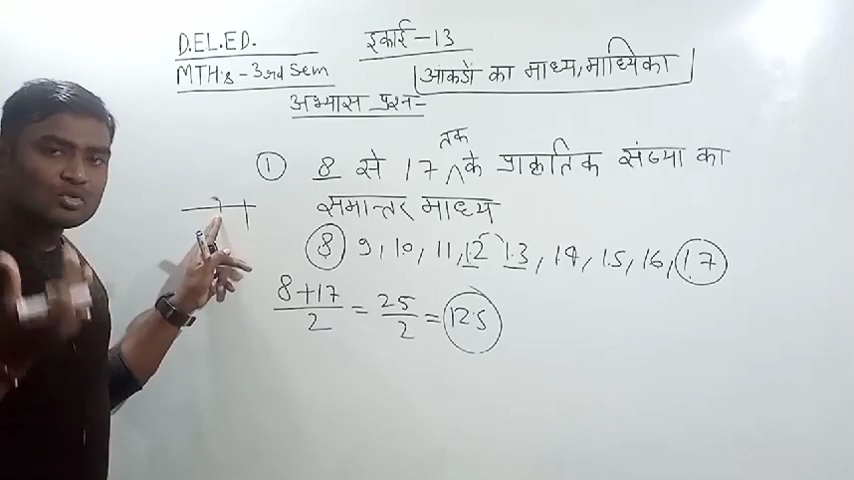 D.EL.ED. इकाई-13
MTHS-3rd Sem आंकडों का माध्य, माध्यिका
अभ्यास प्रश्न-
① 8 से 17 तक के प्राकृतिक संख्या का
समान्तर माध्य
8 9, 10, 11, 12 13, 14, 15, 16, 17
8+17/2 = 25/2 = 12.5